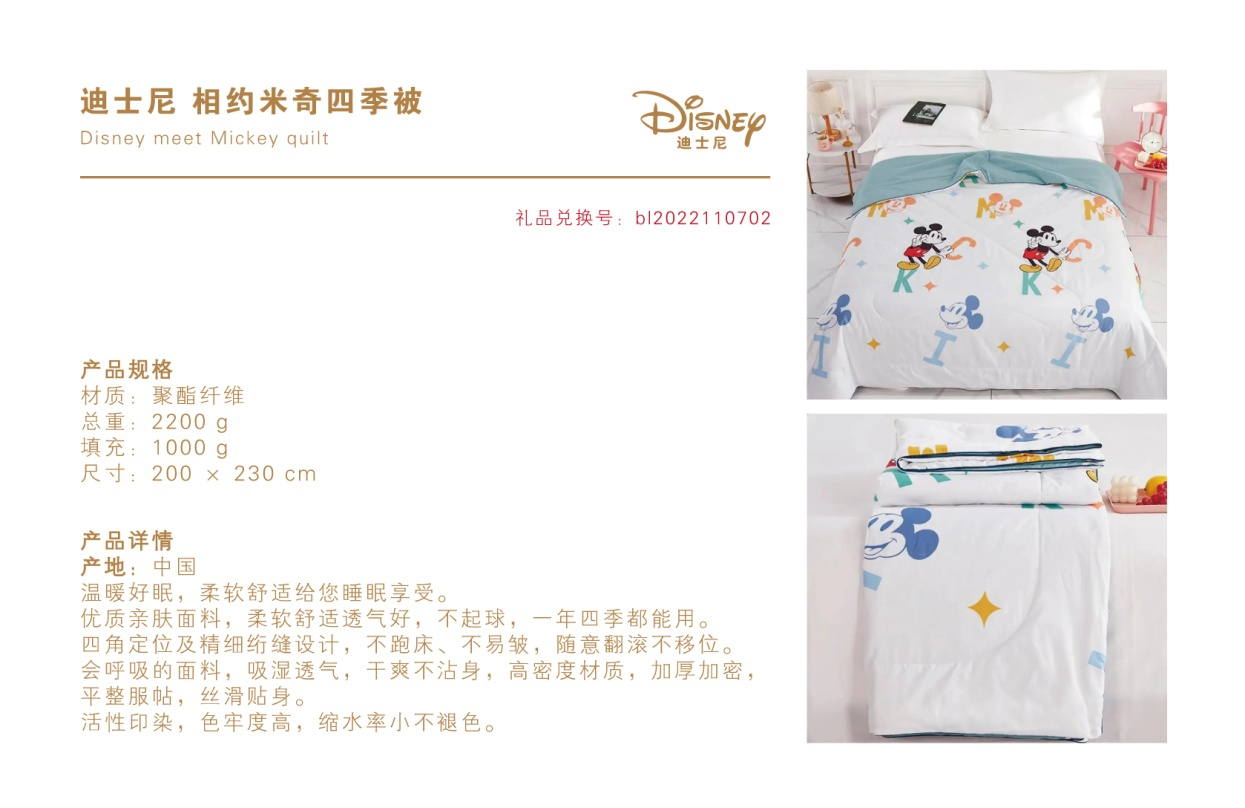 迪士尼 相约米奇四季被
Disney meet Mickey quilt
Disney
迪士尼
礼品兑换号：bl2022110702
产品规格
材质：聚酯纤维
总重：2200 g
填充：1000 g
尺寸：200 × 230 cm
产品详情
产地：中国
温暖好眠，柔软舒适给您睡眠享受。
优质亲肤面料，柔软舒适透气好，不起球，一年四季都能用。
四角定位及精细绗缝设计，不跑床、不易皱，随意翻滚不移位。
会呼吸的面料，吸湿透气，干爽不沾身，高密度材质，加厚加密，
平整服帖，丝滑贴身。
活性印染，色牢度高，缩水率小不褪色。
M M M
C C
K K
I I I